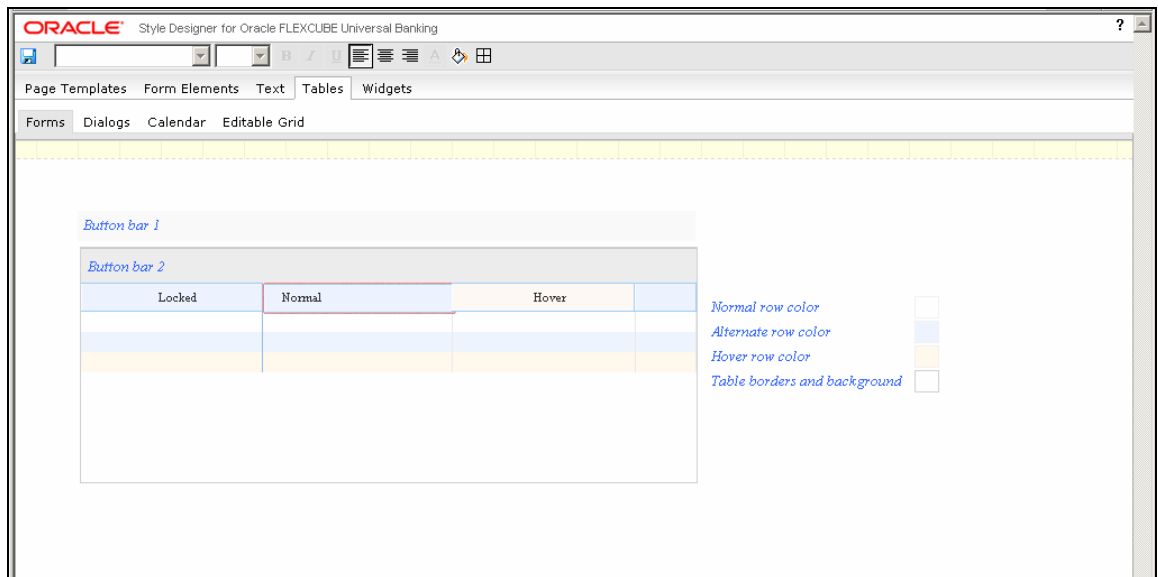 ORACLE Style Designer for Oracle FLEXCUBE Universal Banking ?
B I U A
Page Templates Form Elements Text Tables Widgets
Forms Dialogs Calendar Editable Grid
Button bar 1
Button bar 2
Locked Normal Hover
Normal row color
Alternate row color
Hover row color
Table borders and background